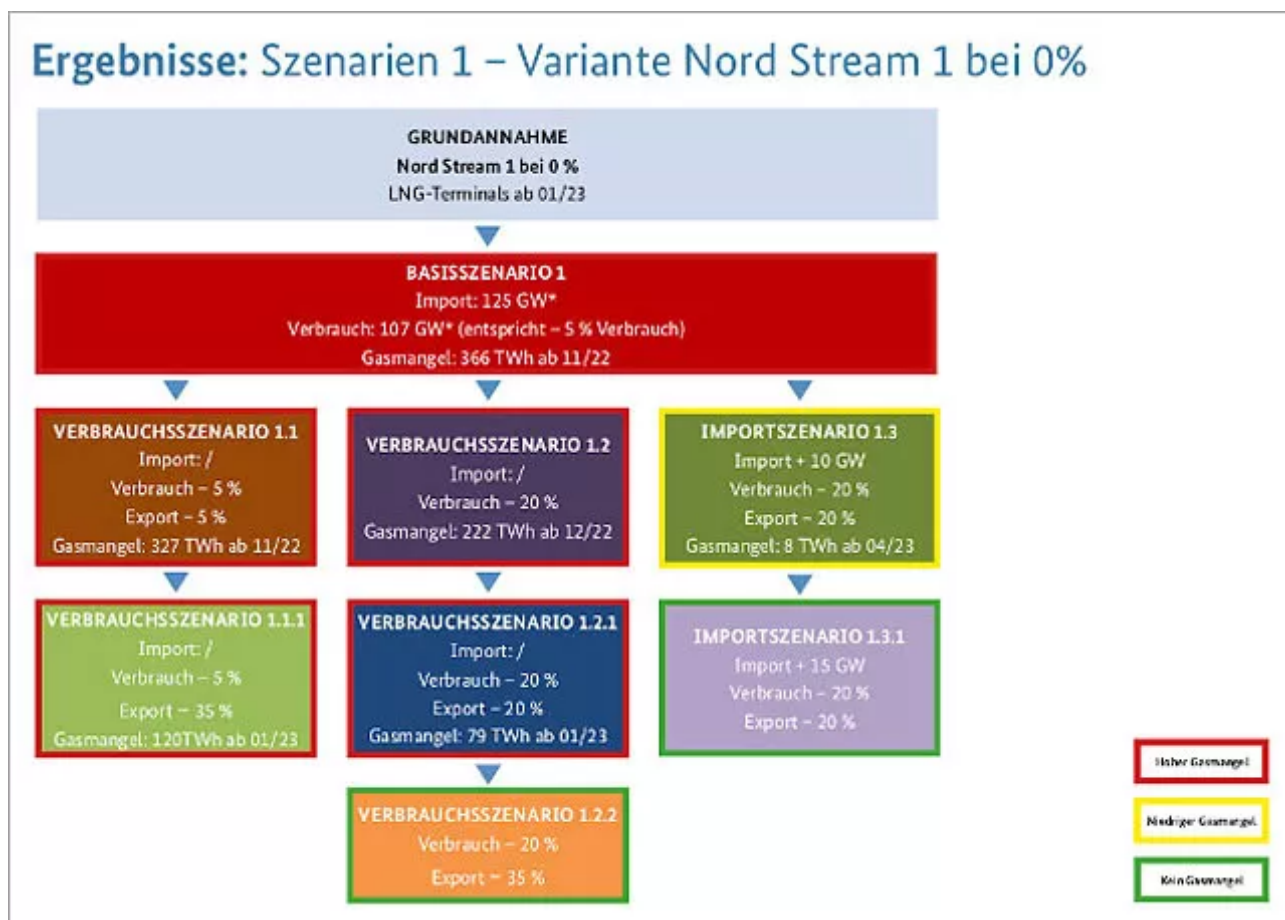 Ergebnisse: Szenarien 1 – Variante Nord Stream 1 bei 0%
GRUNDANNAHME
Nord Stream 1 bei 0 %
LNG-Terminals ab 01/23
BASISSZENARIO 1
Import: 125 GW*
Verbrauch: 107 GW* (entspricht – 5 % Verbrauch)
Gasmangel: 366 TWh ab 11/22
VERBRAUCHSSZENARIO 1.1
Import: /
Verbrauch – 5 %
Export – 5 %
Gasmangel: 327 TWh ab 11/22
VERBRAUCHSSZENARIO 1.2
Import: /
Verbrauch – 20 %
Gasmangel: 222 TWh ab 12/22
IMPORTSZENARIO 1.3
Import + 10 GW
Verbrauch – 20 %
Export – 20 %
Gasmangel: 8 TWh ab 04/23
VERBRAUCHSSZENARIO 1.1.1
Import: /
Verbrauch – 5 %
Export – 35 %
Gasmangel: 120TWh ab 01/23
VERBRAUCHSSZENARIO 1.2.1
Import: /
Verbrauch – 20 %
Export – 20 %
Gasmangel: 79 TWh ab 01/23
IMPORTSZENARIO 1.3.1
Import + 15 GW
Verbrauch – 20 %
Export – 20 %
VERBRAUCHSSZENARIO 1.2.2
Verbrauch – 20 %
Export – 35 %
Hoher Gasmangel
Niedriger Gasmangel
Kein Gasmangel